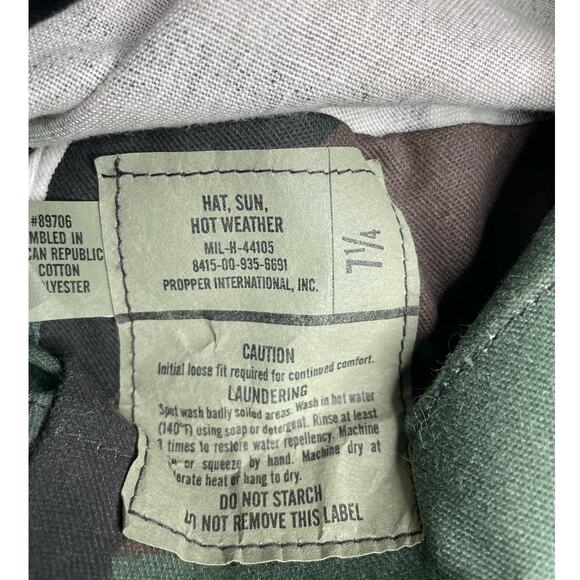 HAT, SUN,
HOT WEATHER
MIL-H-44105
8415-00-935-6691
PROPPER INTERNATIONAL, INC.
7 1/4
#89706
MBLED IN
CAN REPUBLIC
COTTON
LYESTER
CAUTION
Initial loose fit required for continued comfort.
LAUNDERING
Spot wash badly soiled areas. Wash in hot water
(140°F) using soap or detergent. Rinse at least
3 times to restore water repellency. Machine
or squeeze by hand. Machine dry at
erate heat or hang to dry.
DO NOT STARCH
NOT REMOVE THIS LABEL